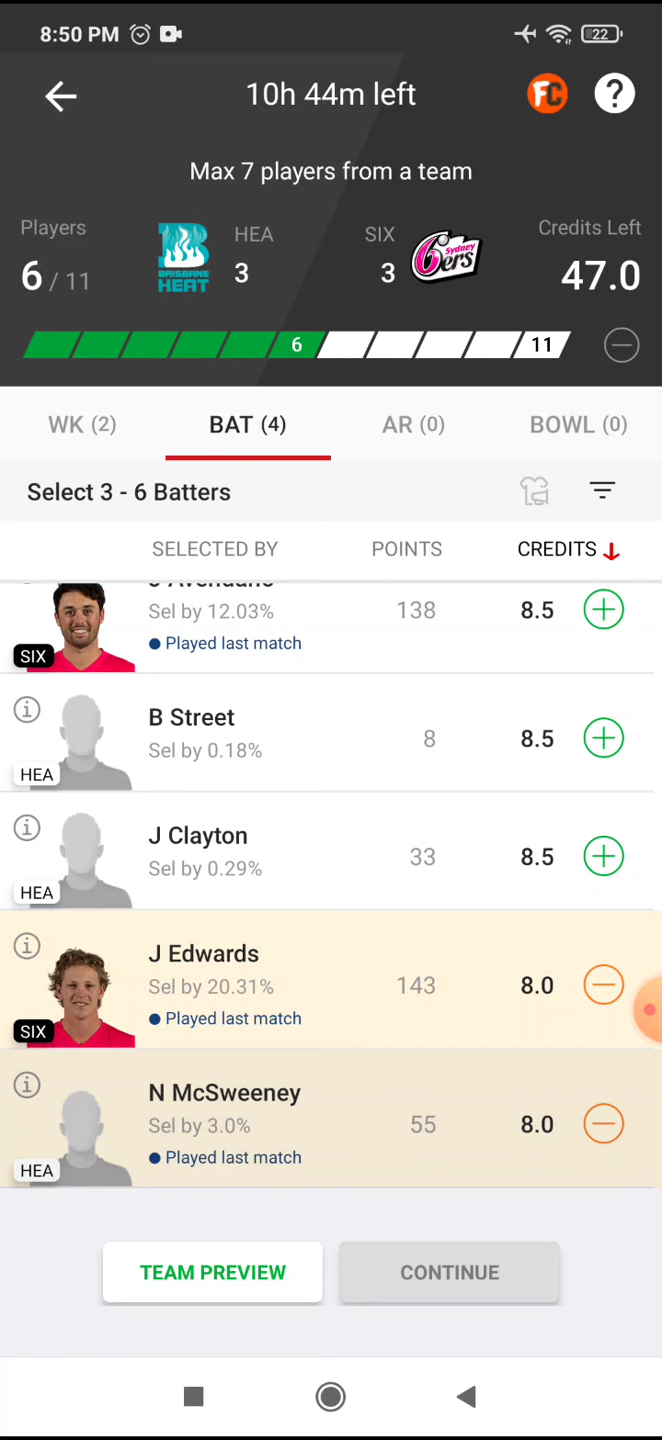 8:50 PM
22
10h 44m left
FC
?
Max 7 players from a team
Players
HEA
SIX
Credits Left
6 / 11
BRISBANE HEAT
3
3
Sydney 6ers
47.0
6
11
WK (2)
BAT (4)
AR (0)
BOWL (0)
Select 3 - 6 Batters
SELECTED BY
POINTS
CREDITS
J Avendano
Sel by 12.03%
138
8.5
Played last match
SIX
B Street
Sel by 0.18%
8
8.5
HEA
J Clayton
Sel by 0.29%
33
8.5
HEA
J Edwards
Sel by 20.31%
143
8.0
Played last match
SIX
N McSweeney
Sel by 3.0%
55
8.0
Played last match
HEA
TEAM PREVIEW
CONTINUE